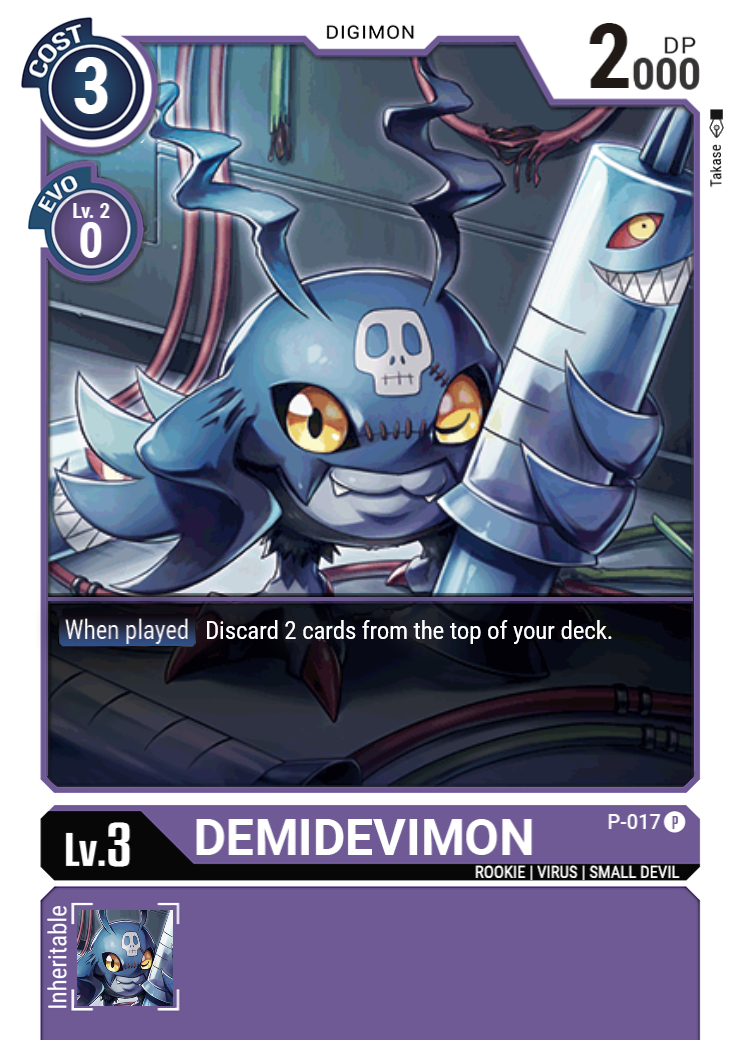 DIGIMON
COST
3
DP
2000
Takase
EVO
Lv. 2
0
When played Discard 2 cards from the top of your deck.
P-017 P
Lv.3
DEMIDEVIMON
ROOKIE | VIRUS | SMALL DEVIL
Inheritable